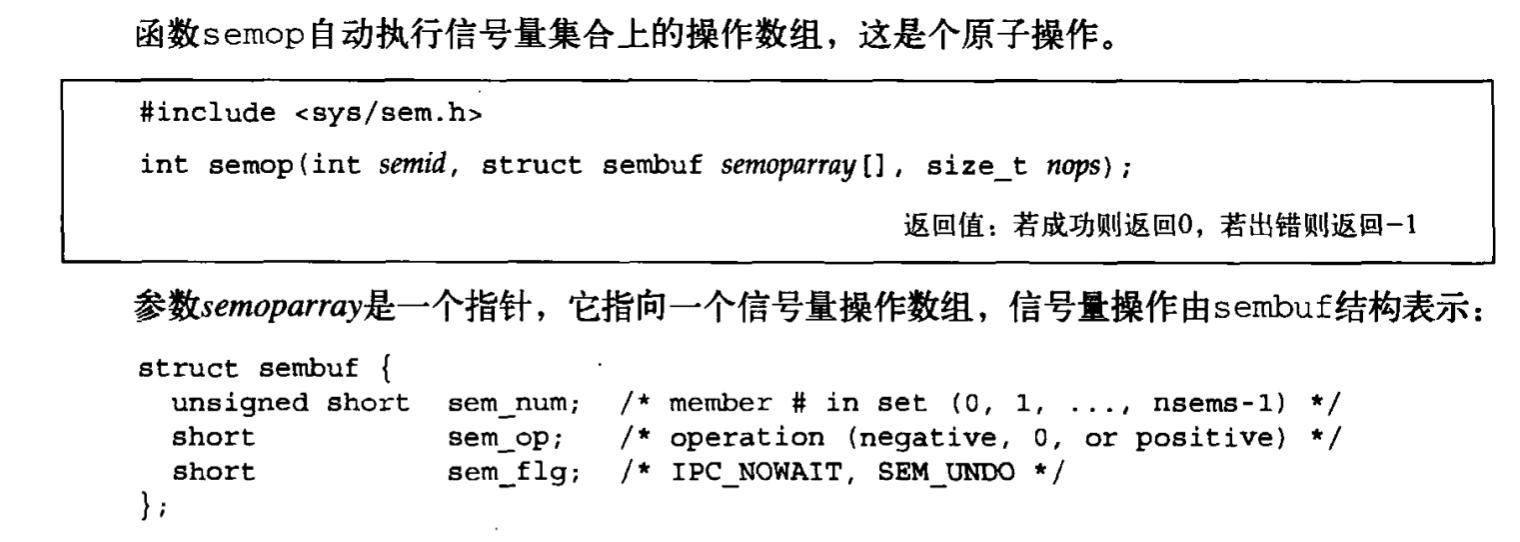 函数semop自动执行信号量集合上的操作数组，这是个原子操作。
#include <sys/sem.h>
int semop(int semid, struct sembuf semoparray[], size_t nops);
返回值：若成功则返回0，若出错则返回-1
参数semoparray是一个指针，它指向一个信号量操作数组，信号量操作由sembuf结构表示：
struct sembuf {
  unsigned short  sem_num;  /* member # in set (0, 1, ..., nsems-1) */
  short           sem_op;   /* operation (negative, 0, or positive) */
  short           sem_flg;  /* IPC_NOWAIT, SEM_UNDO */
};